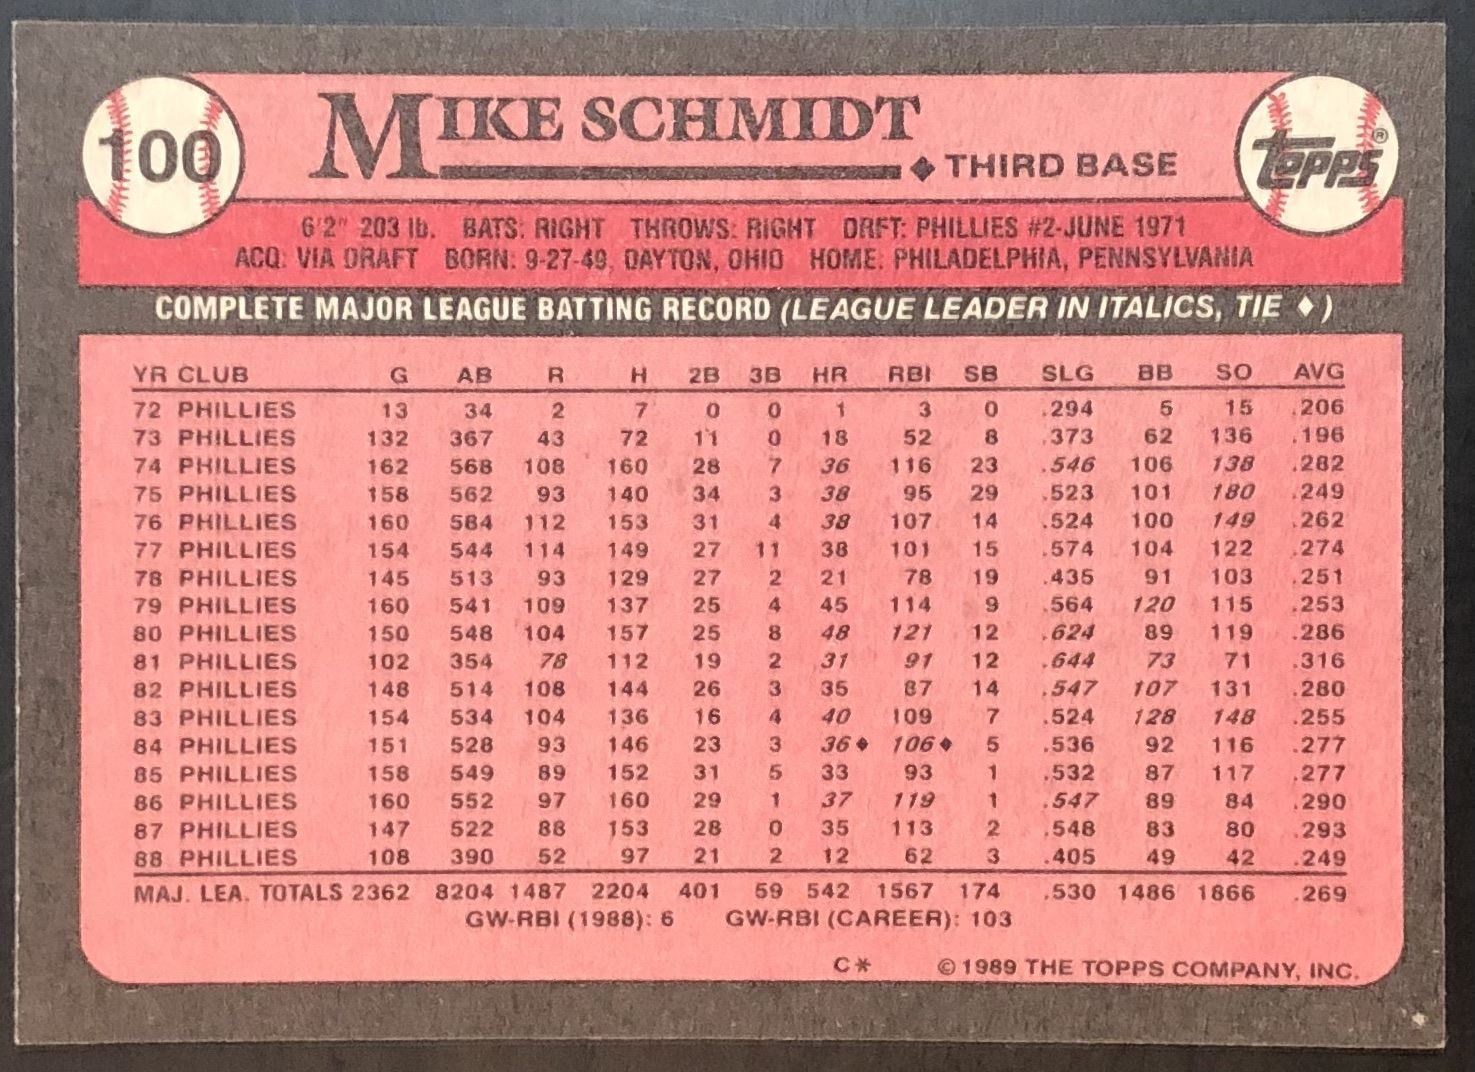 100
MIKE SCHMIDT
◆ THIRD BASE
TOPPS®
6'2" 203 lb. BATS: RIGHT THROWS: RIGHT DRFT: PHILLIES #2-JUNE 1971
ACQ: VIA DRAFT BORN: 9-27-49, DAYTON, OHIO HOME: PHILADELPHIA, PENNSYLVANIA
COMPLETE MAJOR LEAGUE BATTING RECORD (LEAGUE LEADER IN ITALICS, TIE ♦)
YR CLUB G AB R H 2B 3B HR RBI SB SLG BB SO AVG
72 PHILLIES 13 34 2 7 0 0 1 3 0 .294 5 15 .206
73 PHILLIES 132 367 43 72 11 0 18 52 8 .373 62 136 .196
74 PHILLIES 162 568 108 160 28 7 36 116 23 .546 106 138 .282
75 PHILLIES 158 562 93 140 34 3 38 95 29 .523 101 180 .249
76 PHILLIES 160 584 112 153 31 4 38 107 14 .524 100 149 .262
77 PHILLIES 154 544 114 149 27 11 38 101 15 .574 104 122 .274
78 PHILLIES 145 513 93 129 27 2 21 78 19 .435 91 103 .251
79 PHILLIES 160 541 109 137 25 4 45 114 9 .564 120 115 .253
80 PHILLIES 150 548 104 157 25 8 48 121 12 .624 89 119 .286
81 PHILLIES 102 354 78 112 19 2 31 91 12 .644 73 71 .316
82 PHILLIES 148 514 108 144 26 3 35 87 14 .547 107 131 .280
83 PHILLIES 154 534 104 136 16 4 40 109 7 .524 128 148 .255
84 PHILLIES 151 528 93 146 23 3 36♦ 106♦ 5 .536 92 116 .277
85 PHILLIES 158 549 89 152 31 5 33 93 1 .532 87 117 .277
86 PHILLIES 160 552 97 160 29 1 37 119 1 .547 89 84 .290
87 PHILLIES 147 522 88 153 28 0 35 113 2 .548 83 80 .293
88 PHILLIES 108 390 52 97 21 2 12 62 3 .405 49 42 .249
MAJ. LEA. TOTALS 2362 8204 1487 2204 401 59 542 1567 174 .530 1486 1866 .269
GW-RBI (1988): 6 GW-RBI (CAREER): 103
C* © 1989 THE TOPPS COMPANY, INC.